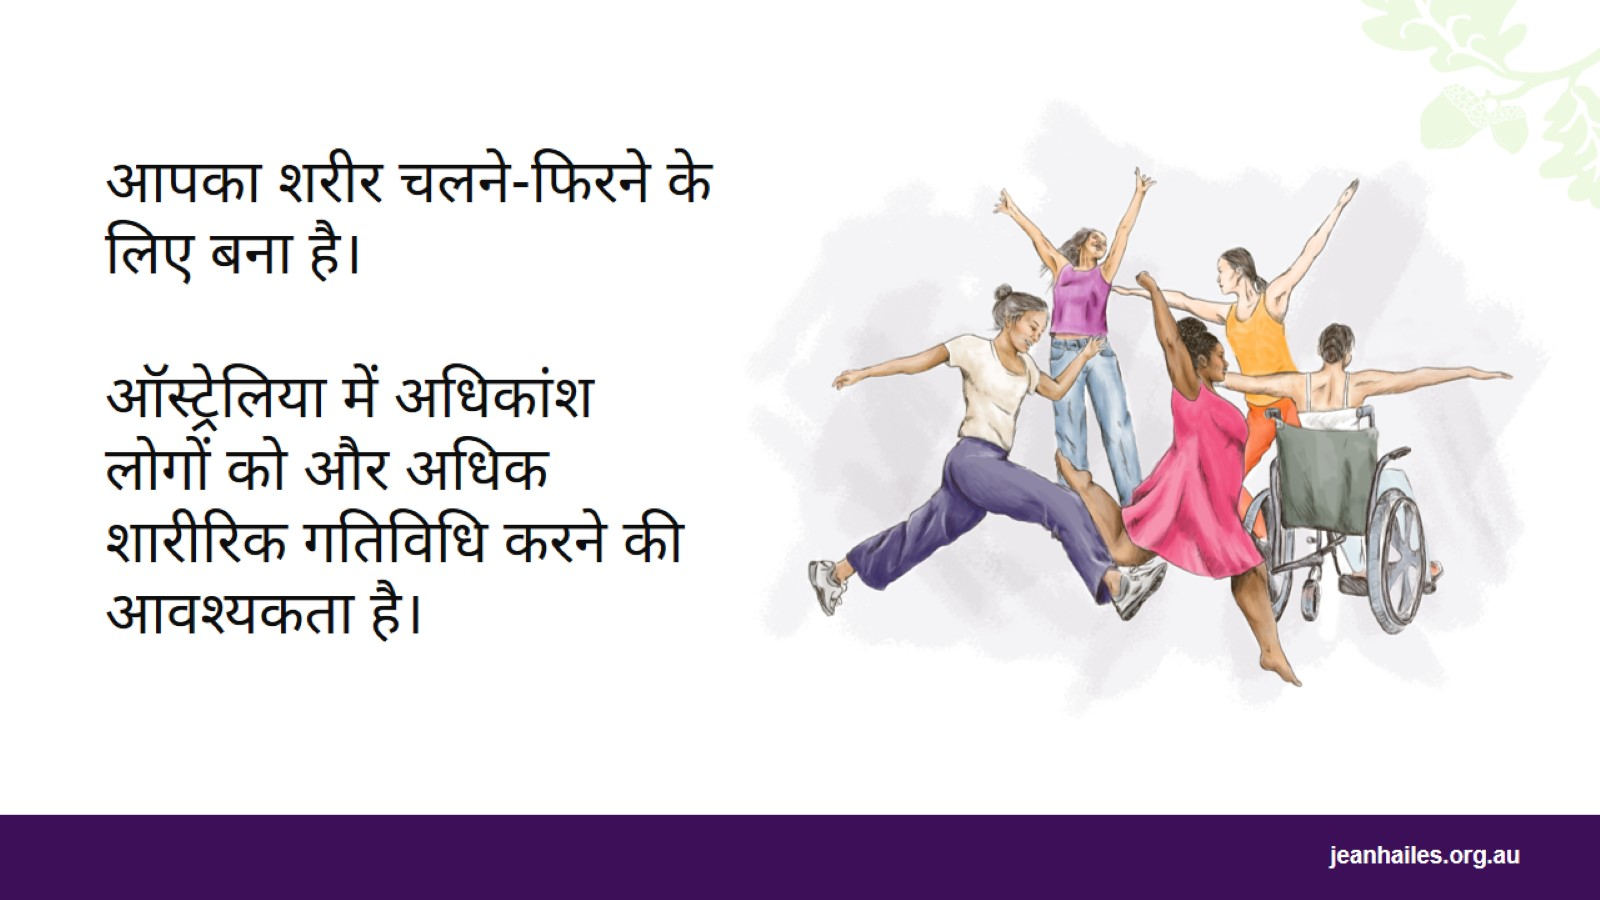 आपका शरीर चलने-फिरने के
लिए बना है।
ऑस्ट्रेलिया में अधिकांश
लोगों को और अधिक
शारीरिक गतिविधि करने की
आवश्यकता है।
jeanhailes.org.au